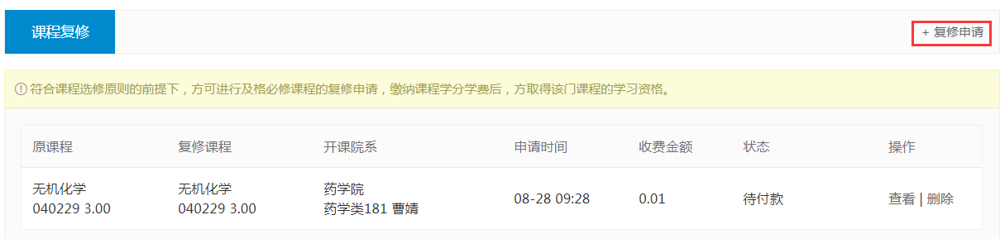 课程复修
+ 复修申请
符合课程选修原则的前提下，方可进行及格必修课程的复修申请，缴纳课程学分学费后，方取得该门课程的学习资格。
原课程 复修课程 开课院系 申请时间 收费金额 状态 操作
无机化学 无机化学 药学院
040229 3.00 040229 3.00 药学类181 曹婧 08-28 09:28 0.01 待付款 查看 | 删除